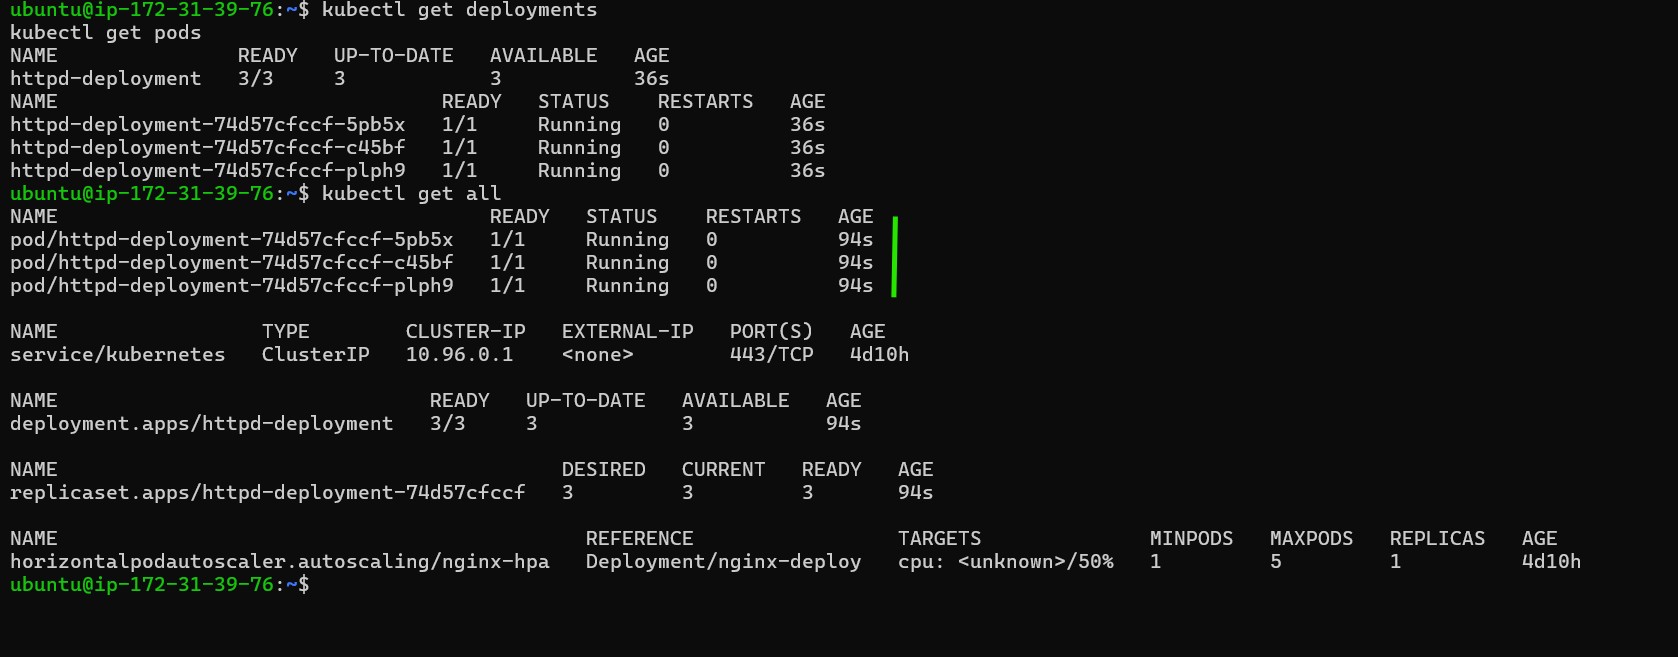 ubuntu@ip-172-31-39-76:~$ kubectl get deployments
kubectl get pods
NAME               READY   UP-TO-DATE   AVAILABLE   AGE
httpd-deployment   3/3     3            3           36s
NAME                                READY   STATUS    RESTARTS   AGE
httpd-deployment-74d57cfccf-5pb5x   1/1     Running   0          36s
httpd-deployment-74d57cfccf-c45bf   1/1     Running   0          36s
httpd-deployment-74d57cfccf-plph9   1/1     Running   0          36s
ubuntu@ip-172-31-39-76:~$ kubectl get all
NAME                                    READY   STATUS    RESTARTS   AGE
pod/httpd-deployment-74d57cfccf-5pb5x   1/1     Running   0          94s
pod/httpd-deployment-74d57cfccf-c45bf   1/1     Running   0          94s
pod/httpd-deployment-74d57cfccf-plph9   1/1     Running   0          94s
NAME                 TYPE        CLUSTER-IP   EXTERNAL-IP   PORT(S)   AGE
service/kubernetes   ClusterIP   10.96.0.1    <none>        443/TCP   4d10h
NAME                               READY   UP-TO-DATE   AVAILABLE   AGE
deployment.apps/httpd-deployment   3/3     3            3           94s
NAME                                          DESIRED   CURRENT   READY   AGE
replicaset.apps/httpd-deployment-74d57cfccf   3         3         3       94s
NAME                                            REFERENCE                 TARGETS              MINPODS   MAXPODS   REPLICAS   AGE
horizontalpodautoscaler.autoscaling/nginx-hpa   Deployment/nginx-deploy   cpu: <unknown>/50%   1         5         1          4d10h
ubuntu@ip-172-31-39-76:~$